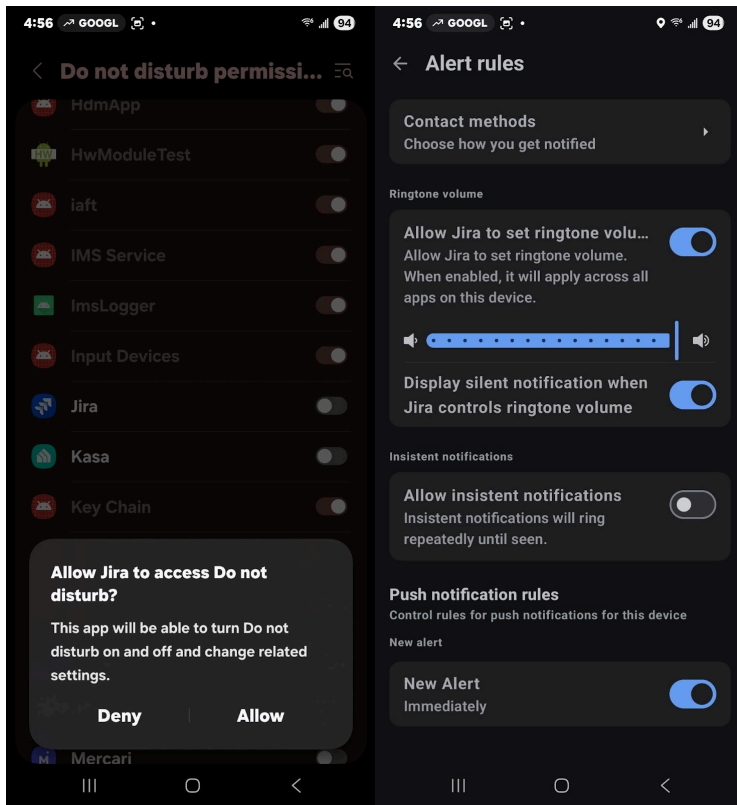 4:56 GOOGL 94
Do not disturb permissi...
HdmApp
HwModuleTest
iaft
IMS Service
ImsLogger
Input Devices
Jira
Kasa
Key Chain
Allow Jira to access Do not
disturb?
This app will be able to turn Do not
disturb on and off and change related
settings.
Deny Allow
Mercari
4:56 GOOGL 94
Alert rules
Contact methods
Choose how you get notified
Ringtone volume
Allow Jira to set ringtone volu...
Allow Jira to set ringtone volume.
When enabled, it will apply across all
apps on this device.
Display silent notification when
Jira controls ringtone volume
Insistent notifications
Allow insistent notifications
Insistent notifications will ring
repeatedly until seen.
Push notification rules
Control rules for push notifications for this device
New alert
New Alert
Immediately